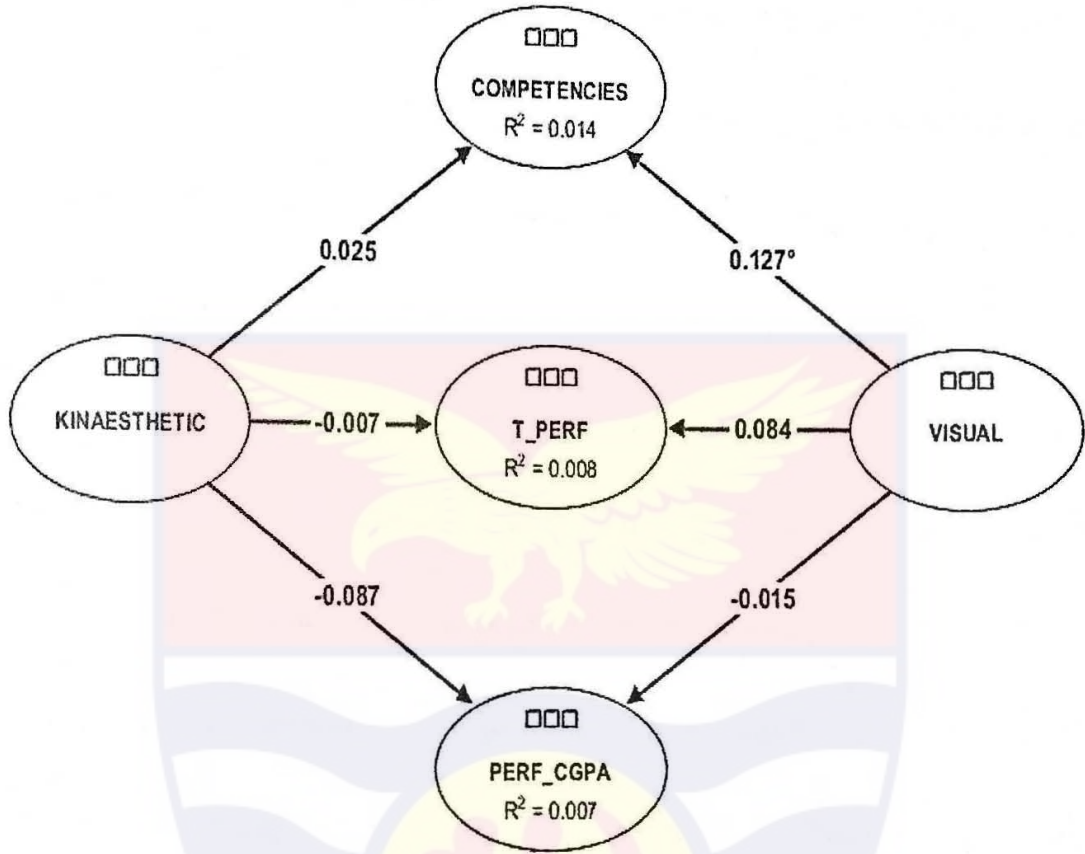 □□□
COMPETENCIES
R² = 0.014
0.025
0.127°
□□□
KINAESTHETIC
-0.007
□□□
T_PERF
R² = 0.008
0.084
□□□
VISUAL
-0.087
-0.015
□□□
PERF_CGPA
R² = 0.007